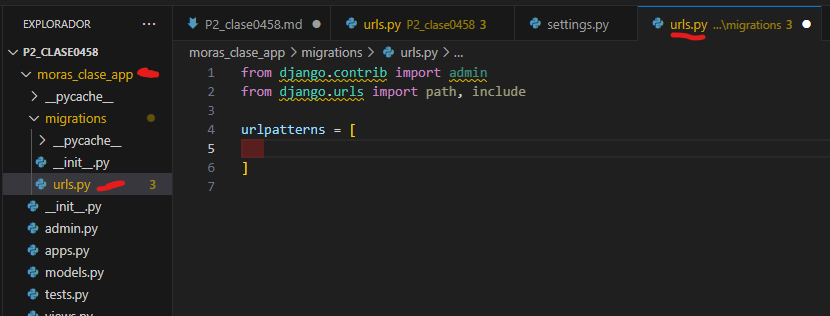 EXPLORADOR ···
P2_CLASE0458
moras_clase_app
__pycache__
migrations
__pycache__
__init__.py
urls.py 3
__init__.py
admin.py
apps.py
models.py
tests.py
views.py
P2_clase0458.md
urls.py P2_clase0458 3
settings.py
urls.py ...\migrations 3
moras_clase_app > migrations > urls.py > ...
1 from django.contrib import admin
2 from django.urls import path, include
3
4 urlpatterns = [
5
6 ]
7